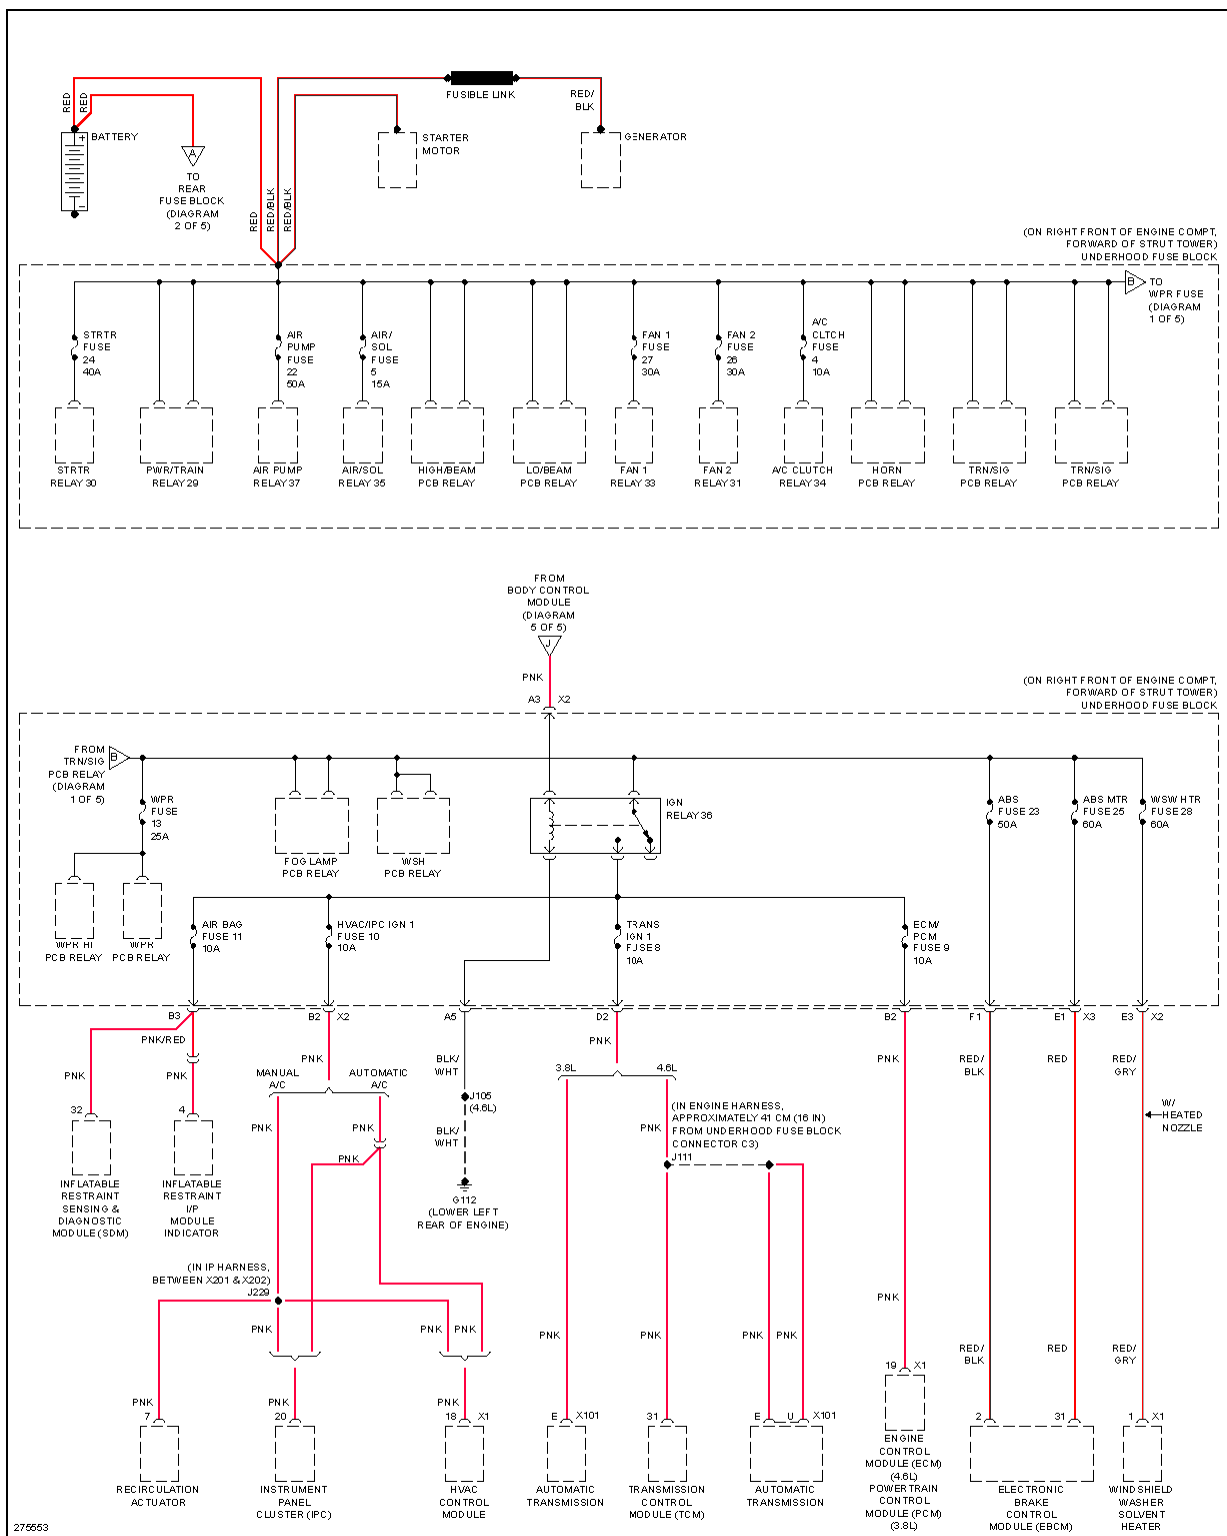 RED
RED
BATTERY
+
-
A
TO
REAR
FUSE BLOCK
(DIAGRAM
2 OF 5)
RED
RED/BLK
RED/BLK
FUSIBLE LINK
STARTER
MOTOR
RED/
BLK
GENERATOR
(ON RIGHT FRONT OF ENGINE COMPT,
FORWARD OF STRUT TOWER)
UNDERHOOD FUSE BLOCK
B
TO
WPR FUSE
(DIAGRAM
1 OF 5)
STRTR
FUSE
24
40A
AIR
PUMP
FUSE
22
50A
AIR/
SOL
FUSE
5
15A
FAN 1
FUSE
27
30A
FAN 2
FUSE
26
30A
A/C
CLTCH
FUSE
4
10A
STRTR
RELAY 30
PWR/TRAIN
RELAY 29
AIR PUMP
RELAY 37
AIR/SOL
RELAY 35
HIGH/BEAM
PCB RELAY
LO/BEAM
PCB RELAY
FAN 1
RELAY 33
FAN 2
RELAY 31
A/C CLUTCH
RELAY 34
HORN
PCB RELAY
TRN/SIG
PCB RELAY
TRN/SIG
PCB RELAY
FROM
BODY CONTROL
MODULE
(DIAGRAM
5 OF 5)
J
PNK
A3 X2
(ON RIGHT FRONT OF ENGINE COMPT,
FORWARD OF STRUT TOWER)
UNDERHOOD FUSE BLOCK
FROM
TRN/SIG
PCB RELAY
(DIAGRAM
1 OF 5)
B
WPR
FUSE
13
25A
FOG LAMP
PCB RELAY
WSH
PCB RELAY
IGN
RELAY 36
ABS
FUSE 23
50A
ABS MTR
FUSE 25
60A
WSW HTR
FUSE 28
60A
WPR HI
PCB RELAY
WPR
PCB RELAY
AIR BAG
FUSE 11
10A
HVAC/IPC IGN 1
FUSE 10
10A
TRANS
IGN 1
FUSE 8
10A
ECM/
PCM
FUSE 9
10A
B3
B2 X2
A5
D2
B2
F1
E1 X3
E3 X2
PNK/RED
PNK
PNK
32
4
INFLATABLE
RESTRAINT
SENSING &
DIAGNOSTIC
MODULE (SDM)
INFLATABLE
RESTRAINT
I/P
MODULE
INDICATOR
PNK
MANUAL
A/C
AUTOMATIC
A/C
PNK
PNK
PNK
BLK/
WHT
J105
(4.6L)
BLK/
WHT
G112
(LOWER LEFT
REAR OF ENGINE)
PNK
3.8L
4.6L
(IN ENGINE HARNESS,
APPROXIMATELY 41 CM (16 IN)
FROM UNDERHOOD FUSE BLOCK
CONNECTOR C3)
J111
PNK
PNK
RED/
BLK
RED
RED/
GRY
W/
HEATED
NOZZLE
(IN IP HARNESS,
BETWEEN X201 & X202)
J229
PNK
PNK
PNK
PNK
PNK
PNK
PNK
PNK
RED/
BLK
RED
RED/
GRY
PNK
PNK
PNK
7
20
18 X1
E X101
31
E U X101
19 X1
2
31
1 X1
RECIRCULATION
ACTUATOR
INSTRUMENT
PANEL
CLUSTER (IPC)
HVAC
CONTROL
MODULE
AUTOMATIC
TRANSMISSION
TRANSMISSION
CONTROL
MODULE (TCM)
AUTOMATIC
TRANSMISSION
ENGINE
CONTROL
MODULE (ECM)
(4.6L)
POWERTRAIN
CONTROL
MODULE (PCM)
(3.8L)
ELECTRONIC
BRAKE
CONTROL
MODULE (EBCM)
WINDSHIELD
WASHER
SOLVENT
HEATER
275553